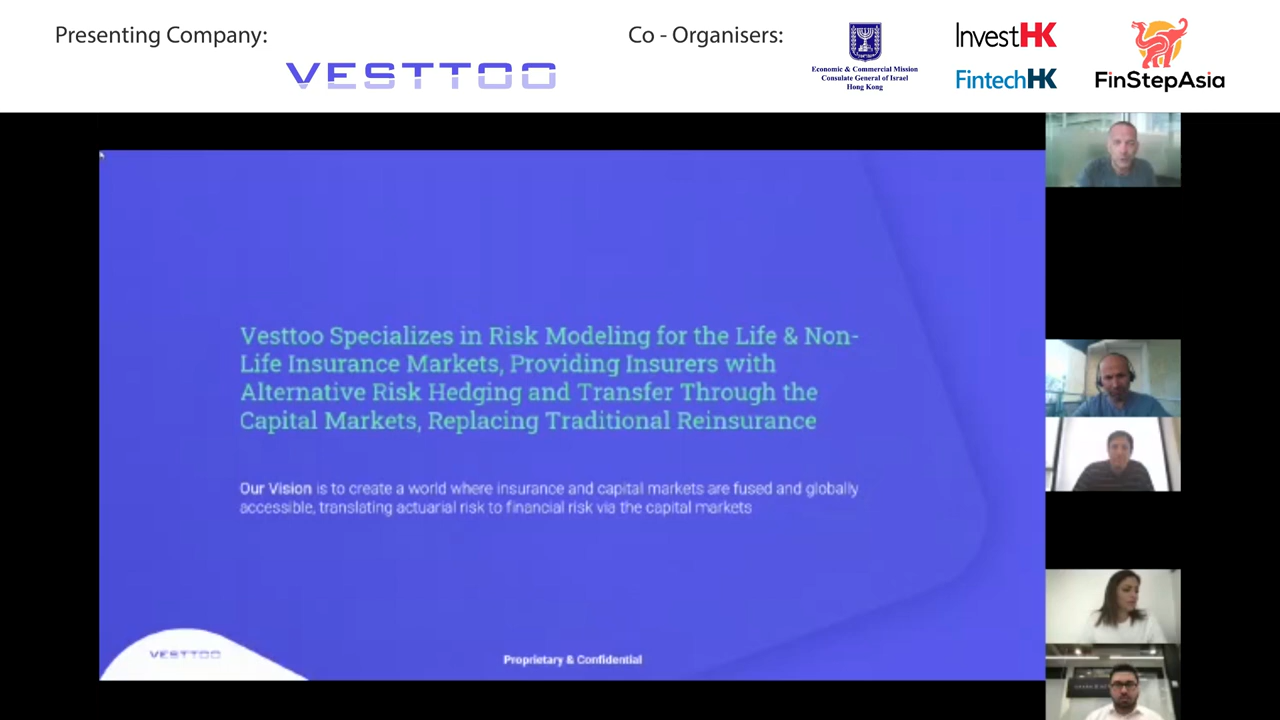 Presenting Company:
VESTTOO
Co - Organisers:
Economic & Commercial Mission
Consulate General of Israel
Hong Kong
InvestHK
FintechHK
FinStepAsia
Vesttoo Specializes in Risk Modeling for the Life & Non-
Life Insurance Markets, Providing Insurers with
Alternative Risk Hedging and Transfer Through the
Capital Markets, Replacing Traditional Reinsurance
Our Vision is to create a world where insurance and capital markets are fused and globally
accessible, translating actuarial risk to financial risk via the capital markets
VESTTOO
Proprietary & Confidential